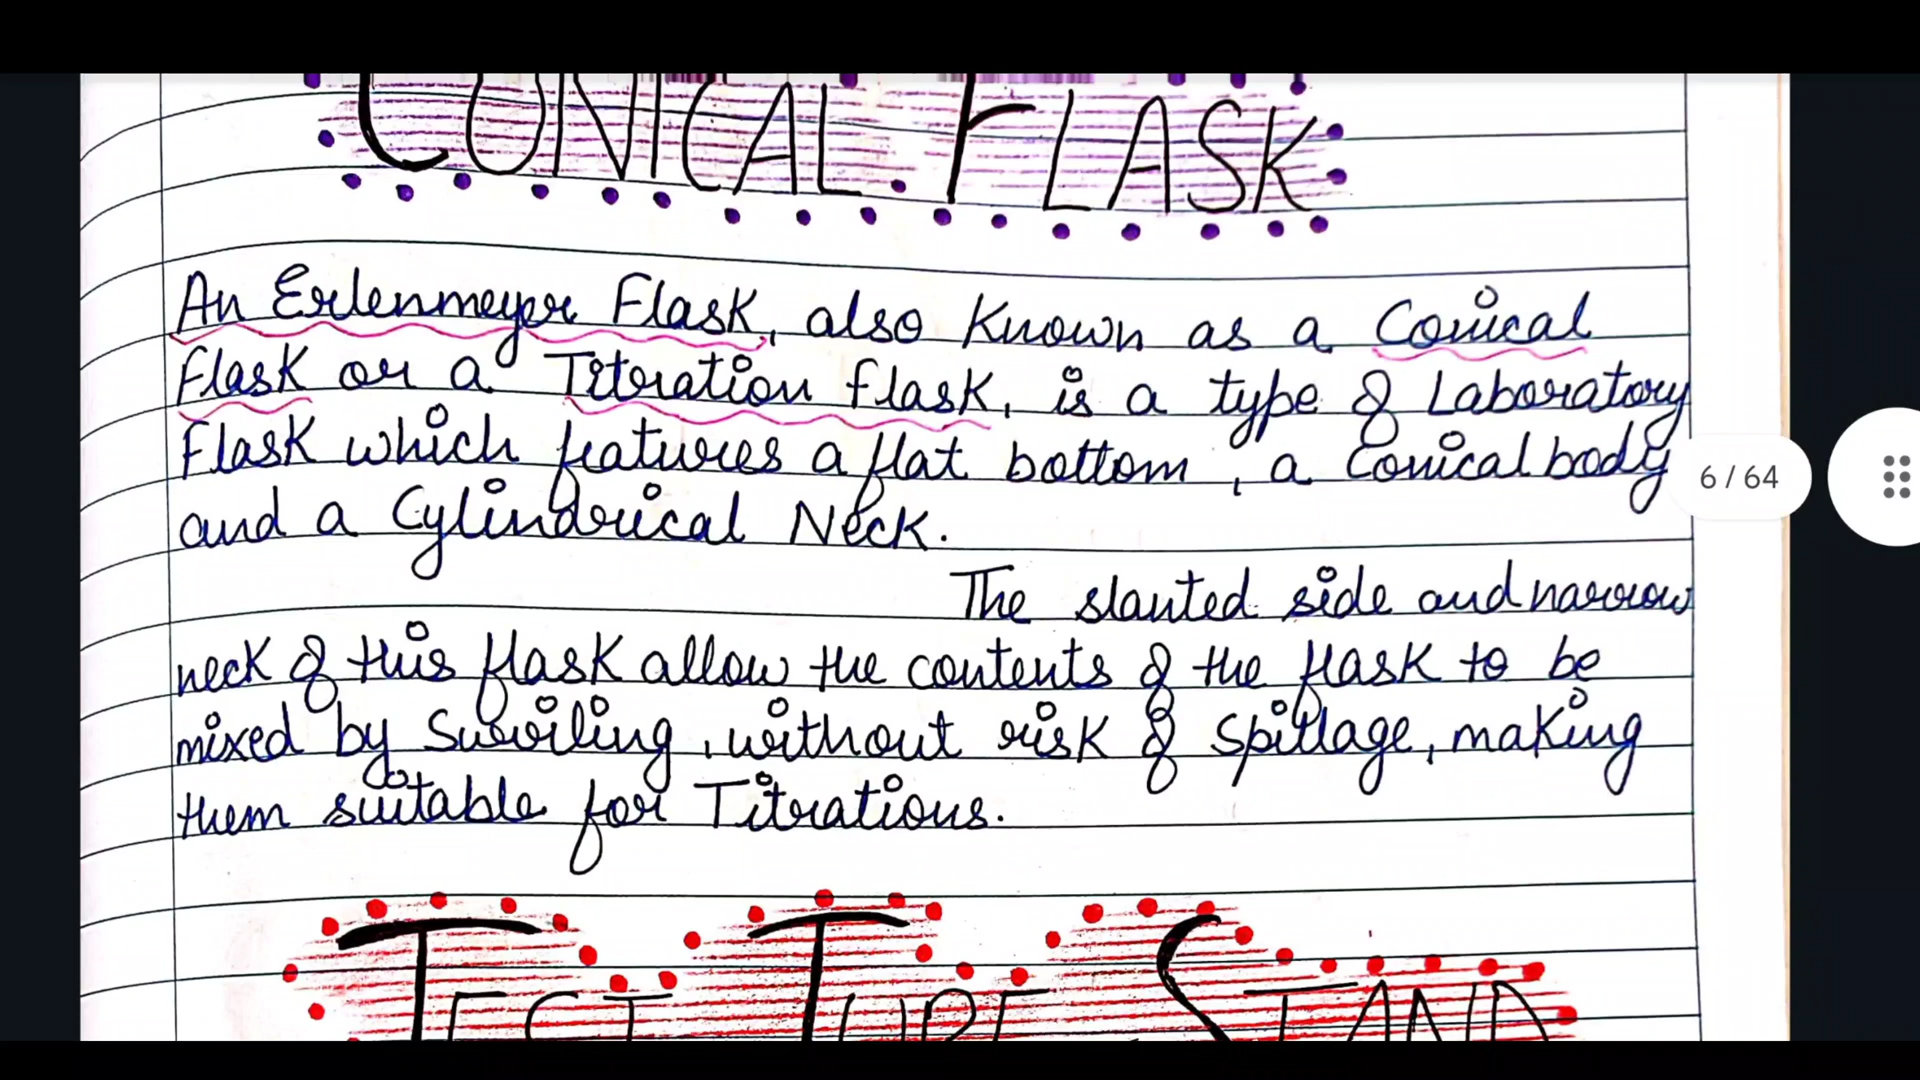 CONICAL FLASK
An Erlenmeyer Flask, also Known as a Conical
Flask or a Titration flask, is a type of Laboratory
Flask which features a flat bottom, a Conical body
and a Cylindrical Neck.
The slanted side and narrow
neck of this flask allow the contents of the flask to be
mixed by Swirling, without risk of Spillage, making
them suitable for Titrations.
TEST TUBE STAND
6 / 64